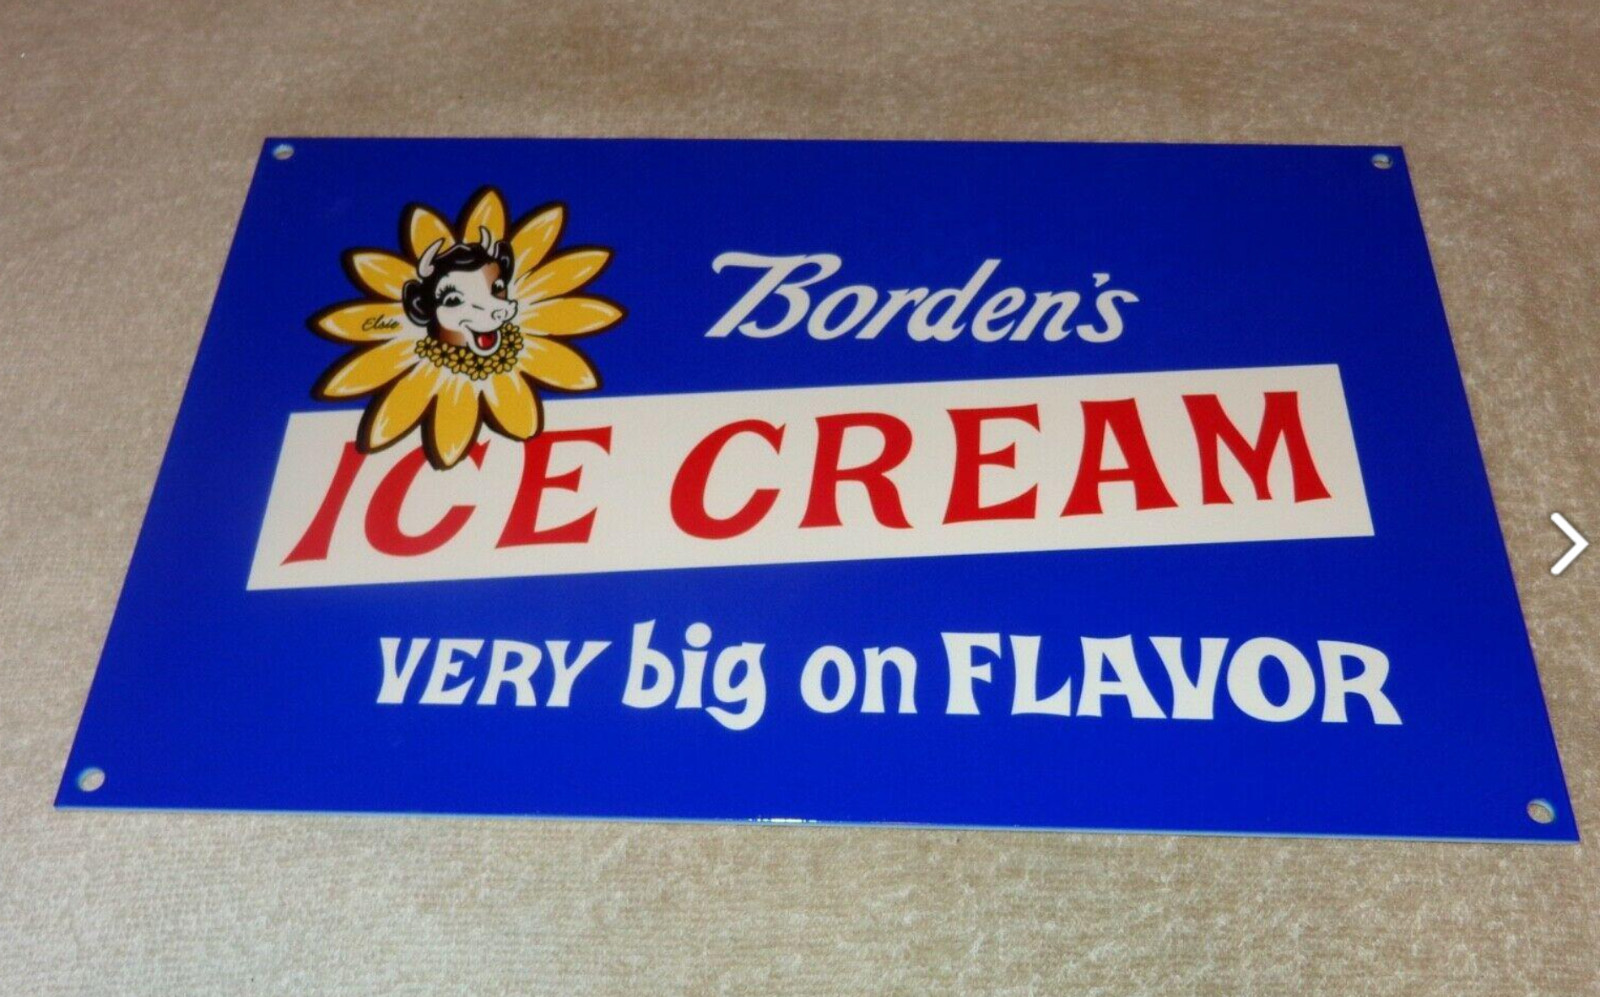 Borden's
Elsie
ICE CREAM
VERY big on FLAVOR